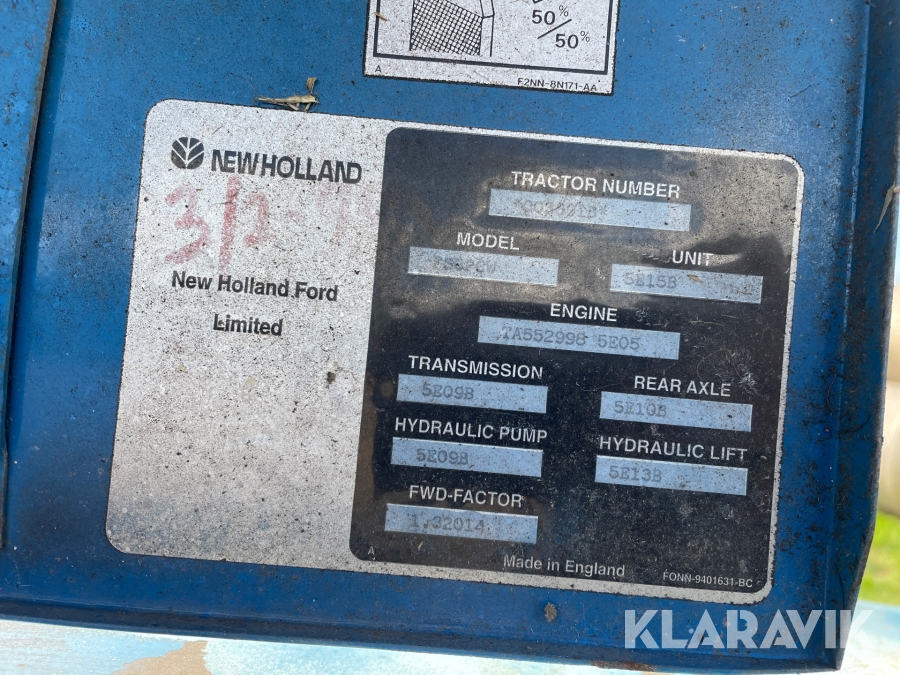 50%
50%
A
F2NN-8N171-AA
NEW HOLLAND
3/2
New Holland Ford
Limited
TRACTOR NUMBER
MODEL
UNIT
5E15B
ENGINE
TA552998 5E05
TRANSMISSION
5E09B
REAR AXLE
5E10B
HYDRAULIC PUMP
5E09B
HYDRAULIC LIFT
5E13B
FWD-FACTOR
1.32014
A
Made in England
FONN-9401631-BC
KLARAVIK